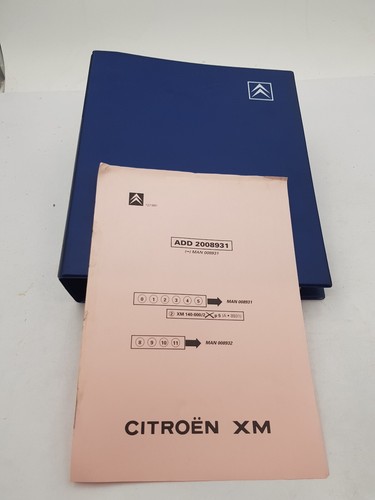 ADD 2008931
(→) MAN 008931
0 1 2 3 4 5 MAN 008931
8 9 10 11 MAN 008932
CITROËN XM